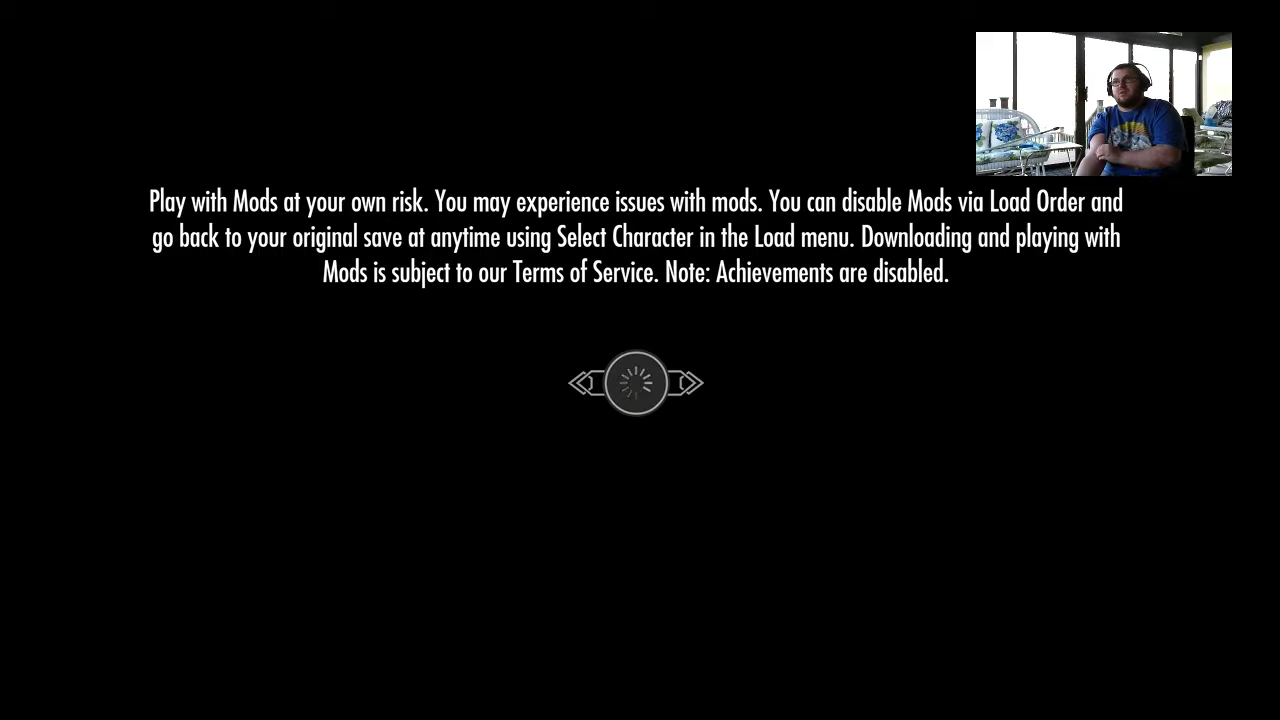 Play with Mods at your own risk. You may experience issues with mods. You can disable Mods via Load Order and
go back to your original save at anytime using Select Character in the Load menu. Downloading and playing with
Mods is subject to our Terms of Service. Note: Achievements are disabled.